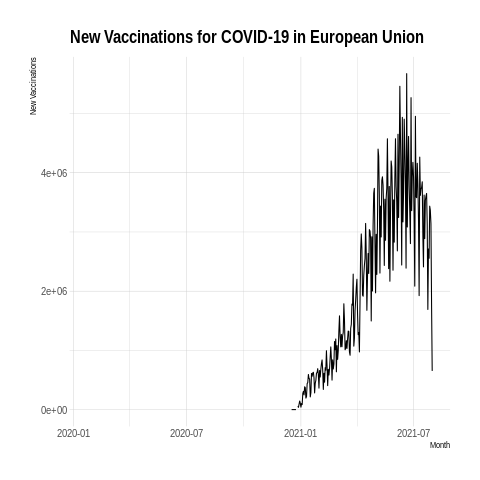 New Vaccinations for COVID-19 in European Union
New Vaccinations
4e+06
2e+06
0e+00
2020-01 2020-07 2021-01 2021-07
Month